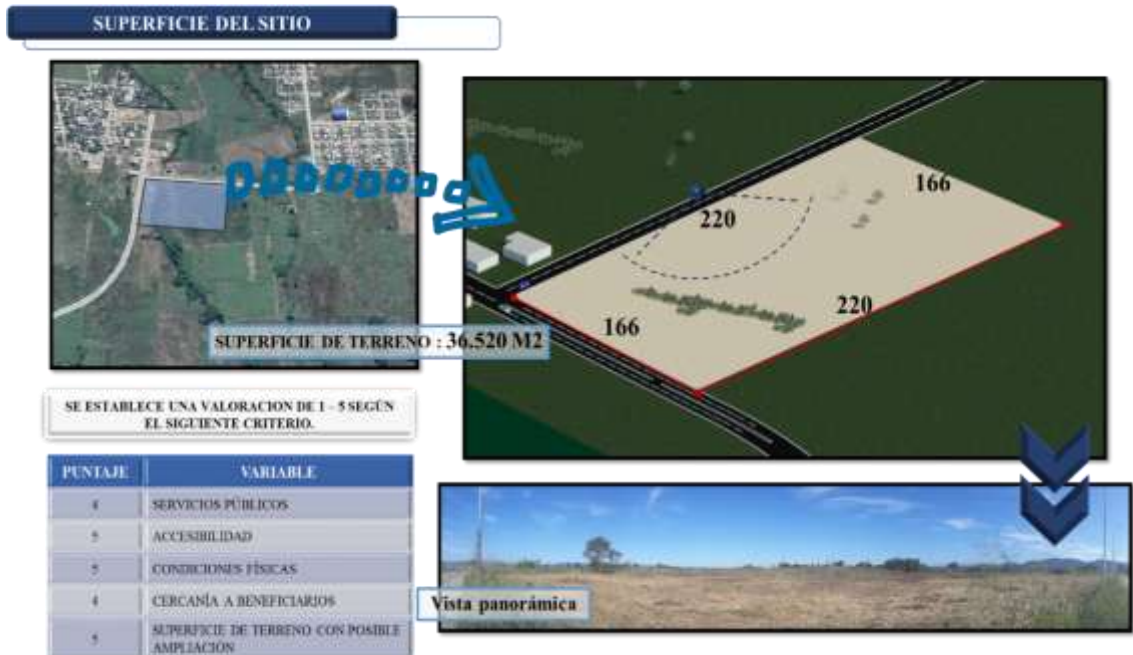 SUPERFICIE DEL SITIO
166
220
220
166
SUPERFICIE DE TERRENO : 36.520 M2
SE ESTABLECE UNA VALORACION DE 1 – 5 SEGÚN
EL SIGUIENTE CRITERIO.
PUNTAJE VARIABLE
4 SERVICIOS PÚBLICOS
5 ACCESIBILIDAD
5 CONDICIONES FÍSICAS
4 CERCANÍA A BENEFICIARIOS
5 SUPERFICIE DE TERRENO CON POSIBLE
AMPLIACIÓN
Vista panorámica